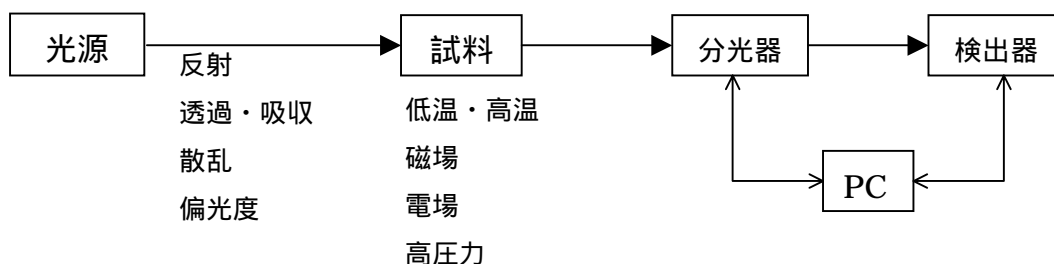 光源
試料
分光器
検出器
反射
透過・吸収
散乱
偏光度
低温・高温
磁場
電場
高圧力
PC